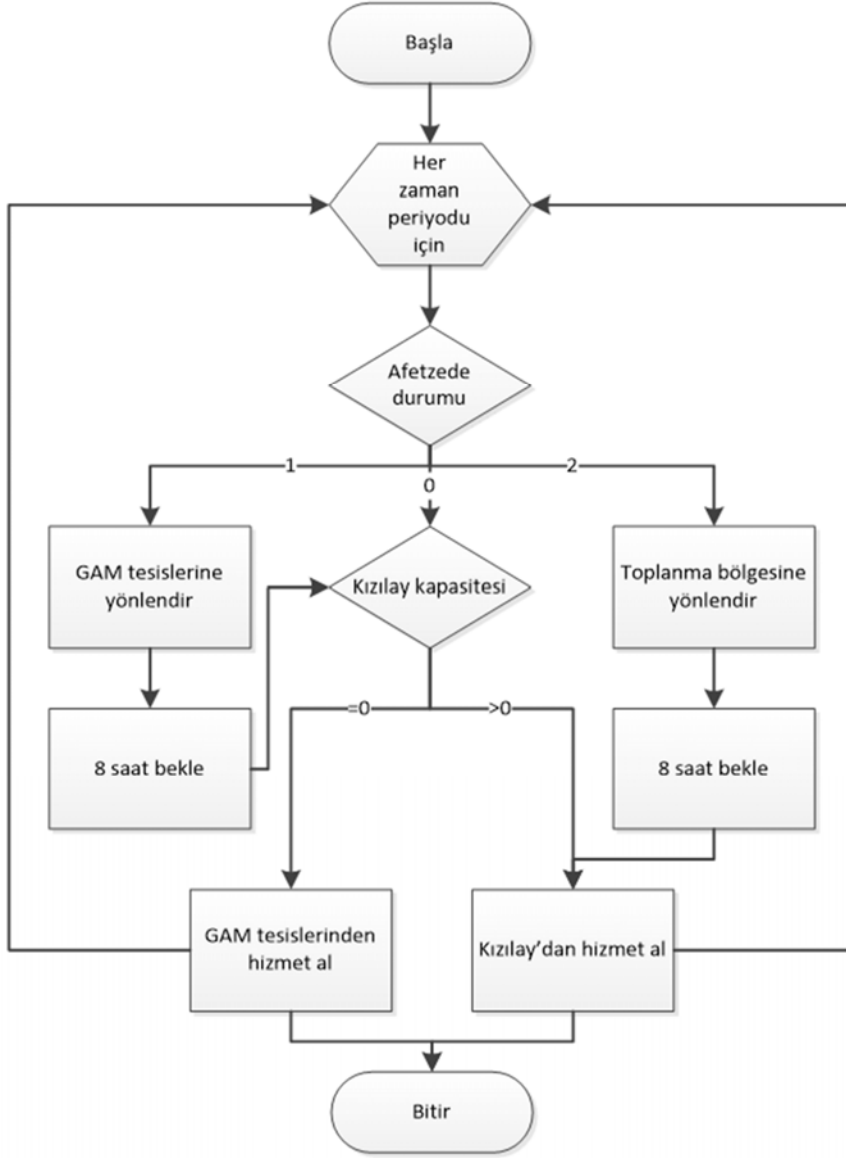 Başla
Her
zaman
periyodu
için
Afetzede
durumu
1
0
2
GAM tesislerine
yönlendir
Kızılay kapasitesi
Toplanma bölgesine
yönlendir
8 saat bekle
=0
>0
8 saat bekle
GAM tesislerinden
hizmet al
Kızılay’dan hizmet al
Bitir